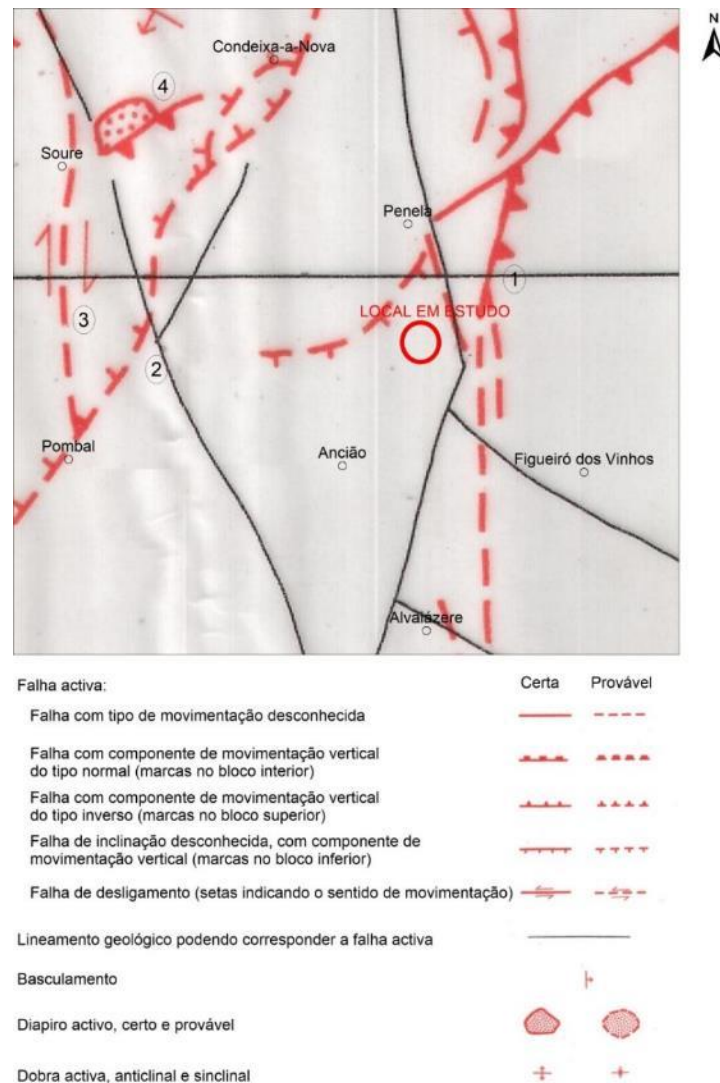 N
Condeixa-a-Nova
4
Soure
Penela
1
LOCAL EM ESTUDO
3
2
Pombal
Ancião
Figueiró dos Vinhos
Alvaiázere
Falha activa:
Certa Provável
Falha com tipo de movimentação desconhecida
Falha com componente de movimentação vertical
do tipo normal (marcas no bloco interior)
Falha com componente de movimentação vertical
do tipo inverso (marcas no bloco superior)
Falha de inclinação desconhecida, com componente de
movimentação vertical (marcas no bloco inferior)
Falha de desligamento (setas indicando o sentido de movimentação)
Lineamento geológico podendo corresponder a falha activa
Basculamento
Diapiro activo, certo e provável
Dobra activa, anticlinal e sinclinal